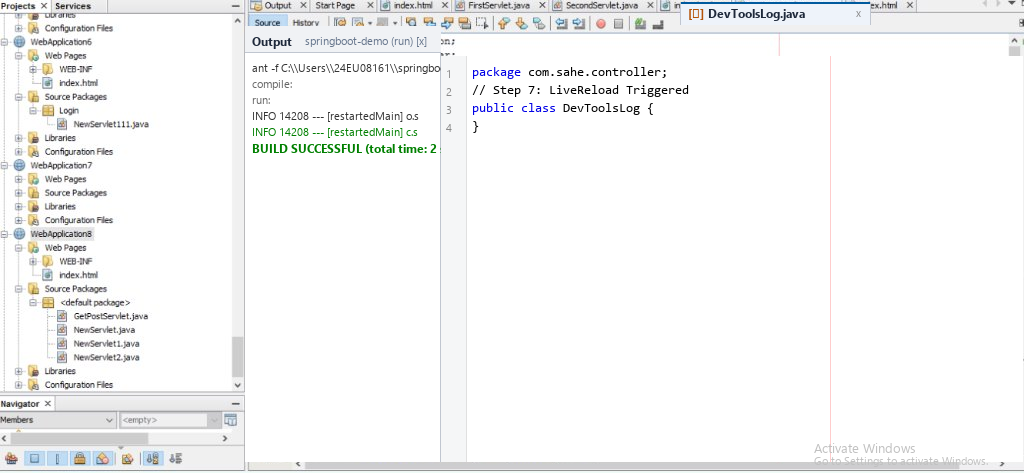 Projects
Services
Libraries
Configuration Files
WebApplication6
Web Pages
WEB-INF
index.html
Source Packages
Login
NewServlet111.java
Libraries
Configuration Files
WebApplication7
Web Pages
Source Packages
Libraries
Configuration Files
WebApplication8
Web Pages
WEB-INF
index.html
Source Packages
<default package>
GetPostServlet.java
NewServlet.java
NewServlet1.java
NewServlet2.java
Libraries
Configuration Files
Navigator
Members
<empty>
Output
Start Page
index.html
FirstServlet.java
SecondServlet.java
DevToolsLog.java x
Source
History
Output springboot-demo (run) [x]
ant -f C:\\Users\\24EU08161\\springbo
compile:
run:
INFO 14208 --- [restartedMain] o.s
INFO 14208 --- [restartedMain] c.s
BUILD SUCCESSFUL (total time: 2
1 package com.sahe.controller;
2 // Step 7: LiveReload Triggered
3 public class DevToolsLog {
4 }
Activate Windows
Go to Settings to activate Windows.